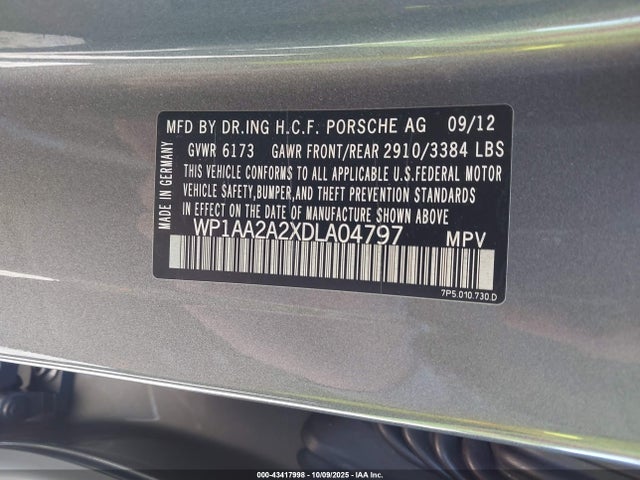 MFD BY DR.ING H.C.F. PORSCHE AG 09/12
GVWR 6173 GAWR FRONT/REAR 2910/3384 LBS
THIS VEHICLE CONFORMS TO ALL APPLICABLE U.S.FEDERAL MOTOR
VEHICLE SAFETY,BUMPER,AND THEFT PREVENTION STANDARDS
IN EFFECT ON THE DATE OF MANUFACTURE SHOWN ABOVE
WP1AA2A2XDLA04797 MPV
7P5.010.730.D
MADE IN GERMANY
000-43417998 - 10/09/2025 - IAA Inc.